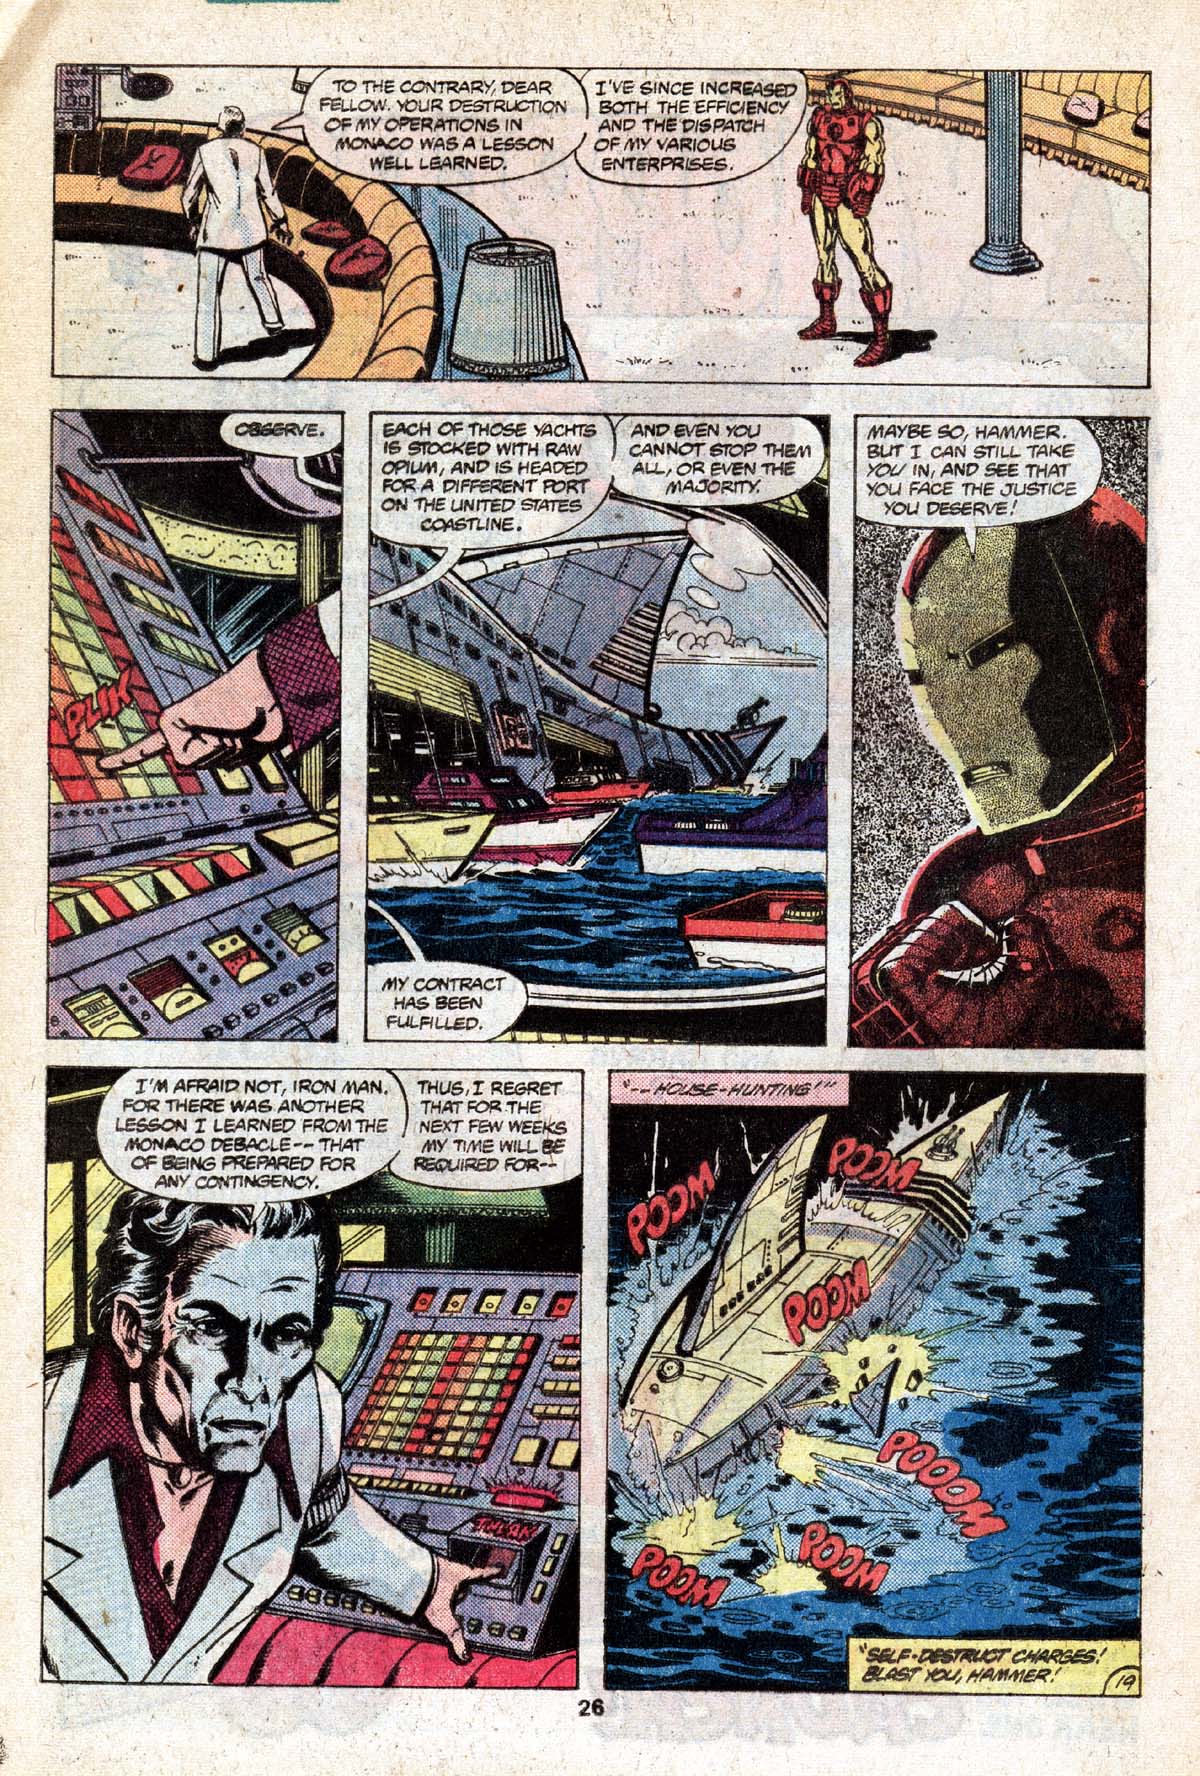 TO THE CONTRARY, DEAR
FELLOW. YOUR DESTRUCTION
OF MY OPERATIONS IN
MONACO WAS A LESSON
WELL LEARNED.
I'VE SINCE INCREASED
BOTH THE EFFICIENCY
AND THE DISPATCH
OF MY VARIOUS
ENTERPRISES.
OBSERVE.
PLIK
EACH OF THOSE YACHTS
IS STOCKED WITH RAW
OPIUM, AND IS HEADED
FOR A DIFFERENT PORT
ON THE UNITED STATES
COASTLINE.
AND EVEN YOU
CANNOT STOP THEM
ALL, OR EVEN THE
MAJORITY.
MY CONTRACT
HAS BEEN
FULFILLED.
MAYBE SO, HAMMER.
BUT I CAN STILL TAKE
YOU IN, AND SEE THAT
YOU FACE THE JUSTICE
YOU DESERVE!
I'M AFRAID NOT, IRON MAN.
FOR THERE WAS ANOTHER
LESSON I LEARNED FROM THE
MONACO DEBACLE-- THAT
OF BEING PREPARED FOR
ANY CONTINGENCY.
THUS, I REGRET
THAT FOR THE
NEXT FEW WEEKS
MY TIME WILL BE
REQUIRED FOR--
THLAK
"--HOUSE-HUNTING!"
POOM
POOM
POOM
POOOOM
POOM
POOM
"SELF-DESTRUCT CHARGES!
BLAST YOU, HAMMER!
19
26